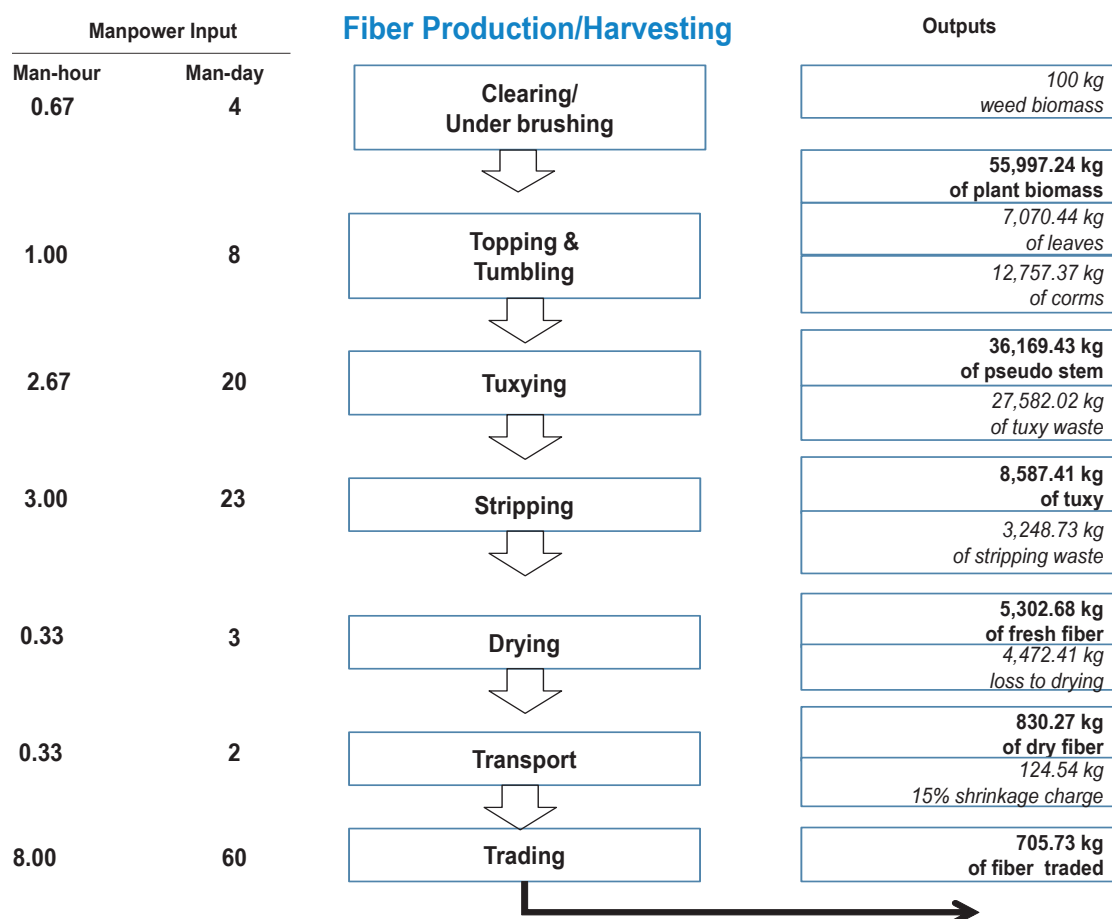 Manpower Input
Fiber Production/Harvesting
Outputs
Man-hour Man-day
0.67 4
Clearing/
Under brushing
100 kg
weed biomass
55,997.24 kg
of plant biomass
1.00 8
Topping &
Tumbling
7,070.44 kg
of leaves
12,757.37 kg
of corms
2.67 20
Tuxying
36,169.43 kg
of pseudo stem
27,582.02 kg
of tuxy waste
3.00 23
Stripping
8,587.41 kg
of tuxy
3,248.73 kg
of stripping waste
0.33 3
Drying
5,302.68 kg
of fresh fiber
4,472.41 kg
loss to drying
0.33 2
Transport
830.27 kg
of dry fiber
124.54 kg
15% shrinkage charge
8.00 60
Trading
705.73 kg
of fiber traded